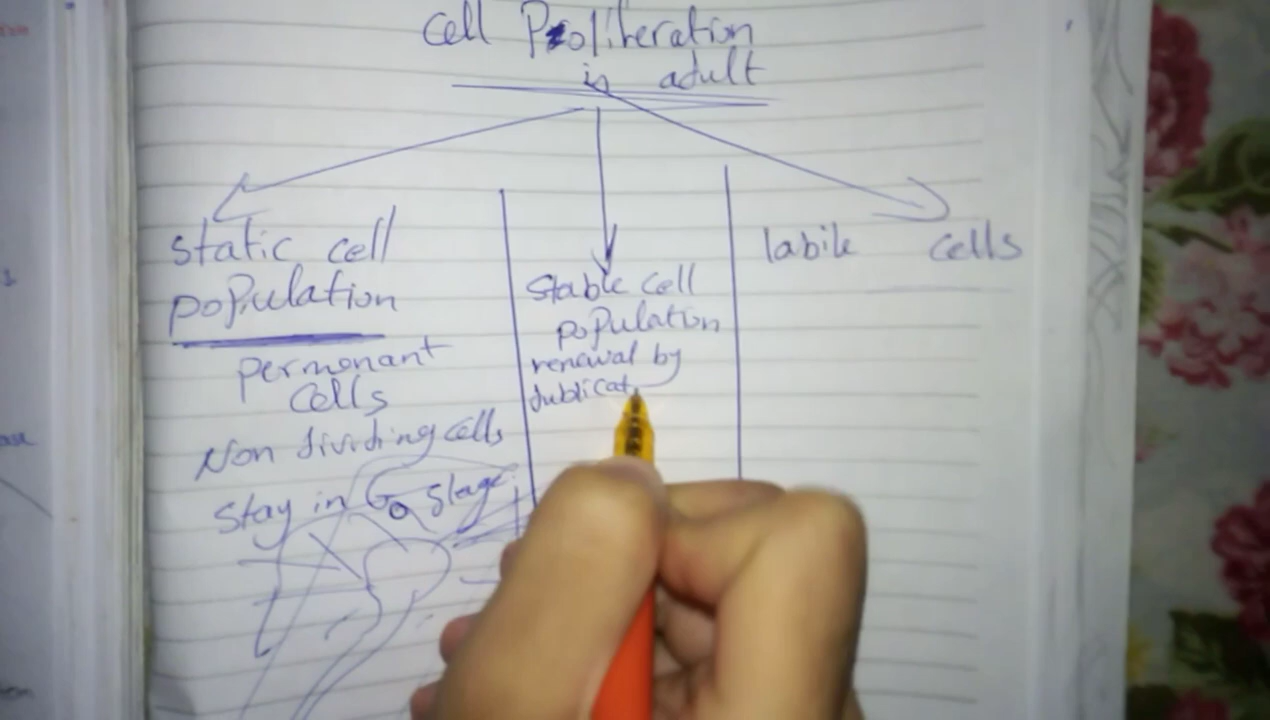 Cell Proliferation
in adult
static cell
population
permenant
cells
Non dividing cells
stay in G0 stage
stable cell
population
renewal by
dublicat
labile cells